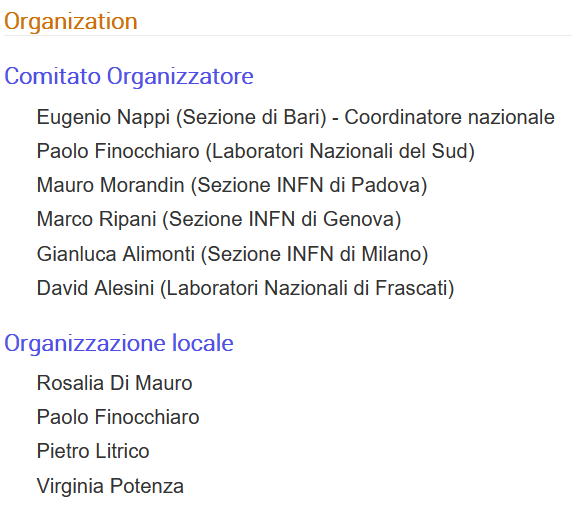 Organization
Comitato Organizzatore
Eugenio Nappi (Sezione di Bari) - Coordinatore nazionale
Paolo Finocchiaro (Laboratori Nazionali del Sud)
Mauro Morandin (Sezione INFN di Padova)
Marco Ripani (Sezione INFN di Genova)
Gianluca Alimonti (Sezione INFN di Milano)
David Alesini (Laboratori Nazionali di Frascati)
Organizzazione locale
Rosalia Di Mauro
Paolo Finocchiaro
Pietro Litrico
Virginia Potenza